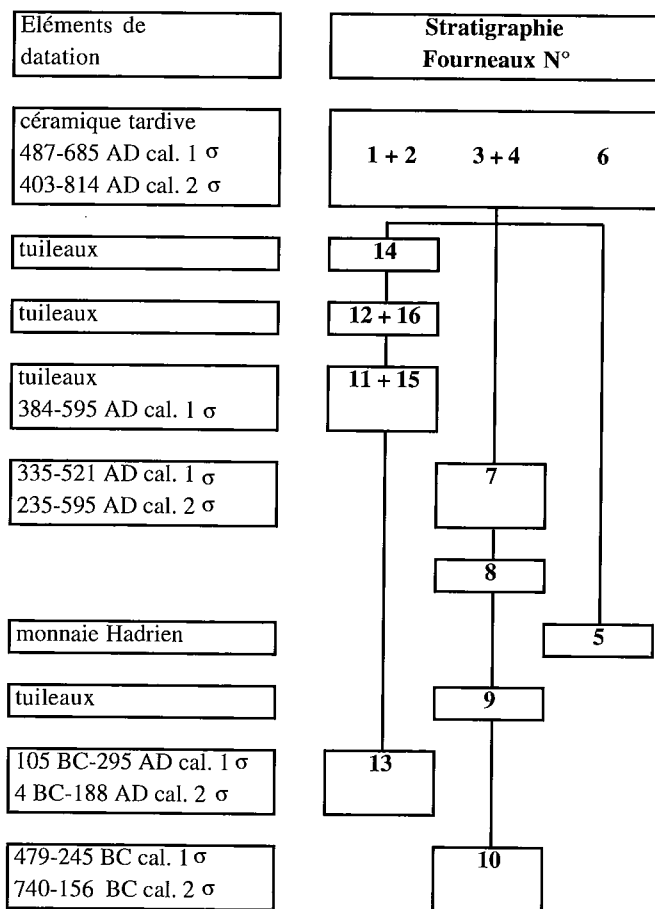 Eléments de
datation
Stratigraphie
Fourneaux N°
céramique tardive
487-685 AD cal. 1 σ
403-814 AD cal. 2 σ
1 + 2 3 + 4 6
tuileaux
14
tuileaux
12 + 16
tuileaux
384-595 AD cal. 1 σ
11 + 15
335-521 AD cal. 1 σ
235-595 AD cal. 2 σ
7
8
monnaie Hadrien
5
tuileaux
9
105 BC-295 AD cal. 1 σ
4 BC-188 AD cal. 2 σ
13
479-245 BC cal. 1 σ
740-156 BC cal. 2 σ
10